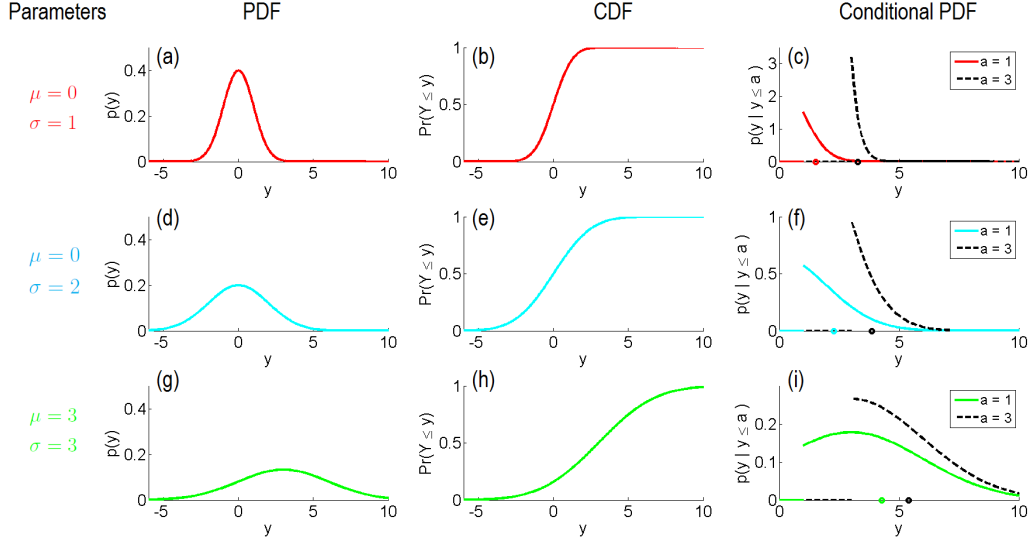 Parameters PDF CDF Conditional PDF
μ = 0
σ = 1
(a)
p(y)
0.4
0.2
0
-5 0 5 10
y
(b)
Pr(Y ≤ y)
1
0.5
0
-5 0 5 10
y
(c)
p(y | y ≤ a )
3
2
1
0
0 5 10
y
a = 1
a = 3
μ = 0
σ = 2
(d)
p(y)
0.4
0.2
0
-5 0 5 10
y
(e)
Pr(Y ≤ y)
1
0.5
0
-5 0 5 10
y
(f)
p(y | y ≤ a )
1
0.5
0
0 5 10
y
a = 1
a = 3
μ = 3
σ = 3
(g)
p(y)
0.4
0.2
0
-5 0 5 10
y
(h)
Pr(Y ≤ y)
1
0.5
0
-5 0 5 10
y
(i)
p(y | y ≤ a )
0.2
0.1
0
0 5 10
y
a = 1
a = 3